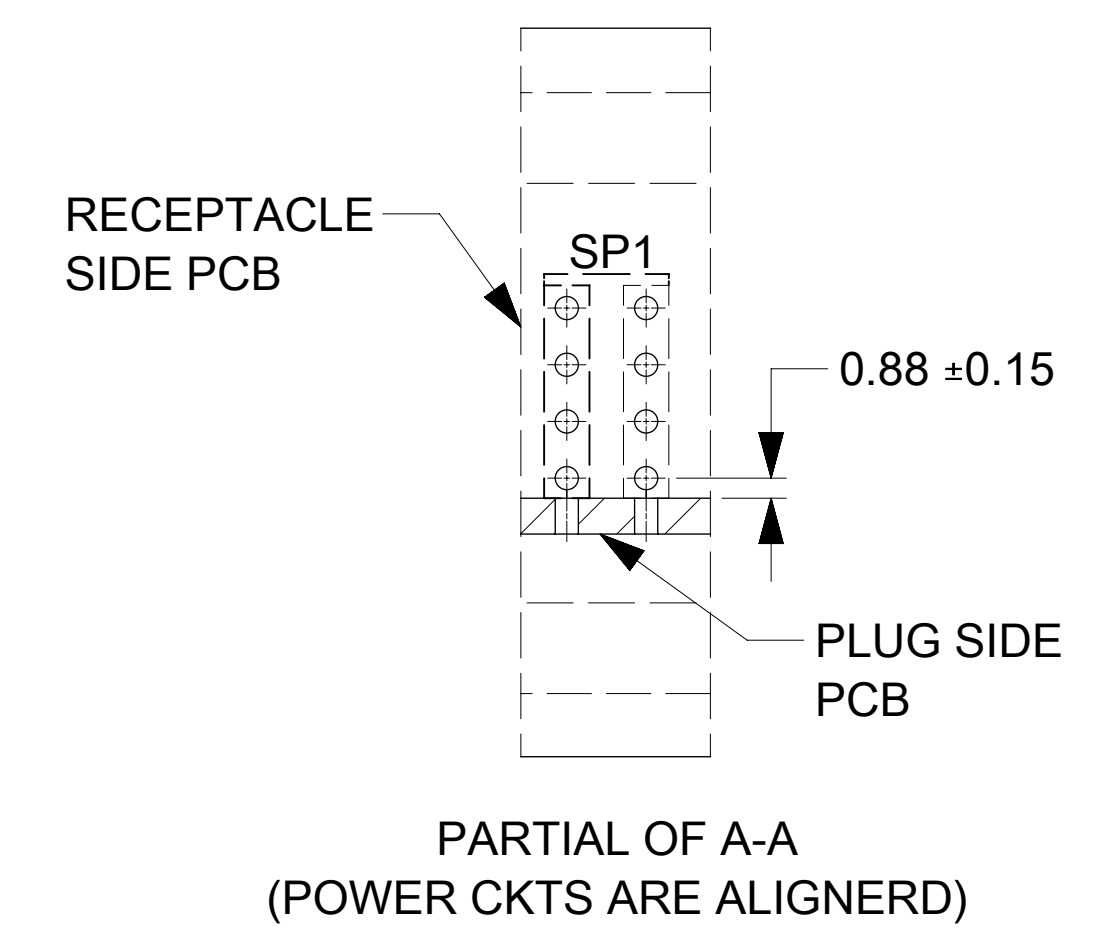 RECEPTACLE
SIDE PCB
SP1
0.88 ±0.15
PLUG SIDE
PCB
PARTIAL OF A-A
(POWER CKTS ARE ALIGNERD)